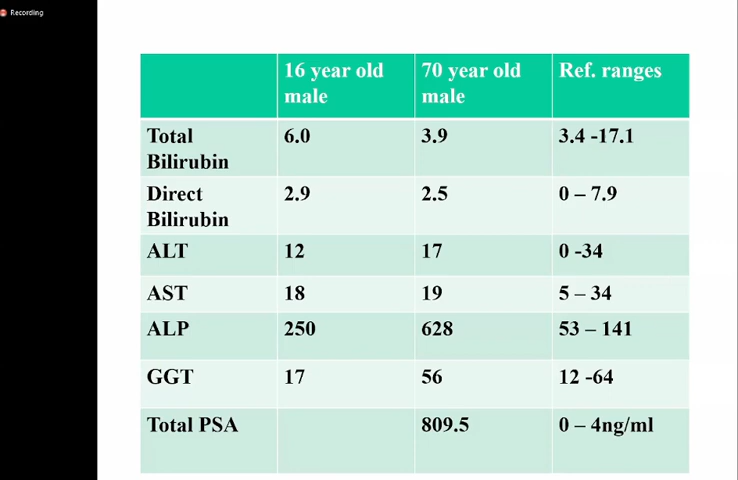 Recording
16 year old male 70 year old male Ref. ranges
Total Bilirubin 6.0 3.9 3.4 -17.1
Direct Bilirubin 2.9 2.5 0 – 7.9
ALT 12 17 0 -34
AST 18 19 5 – 34
ALP 250 628 53 – 141
GGT 17 56 12 -64
Total PSA 809.5 0 – 4ng/ml